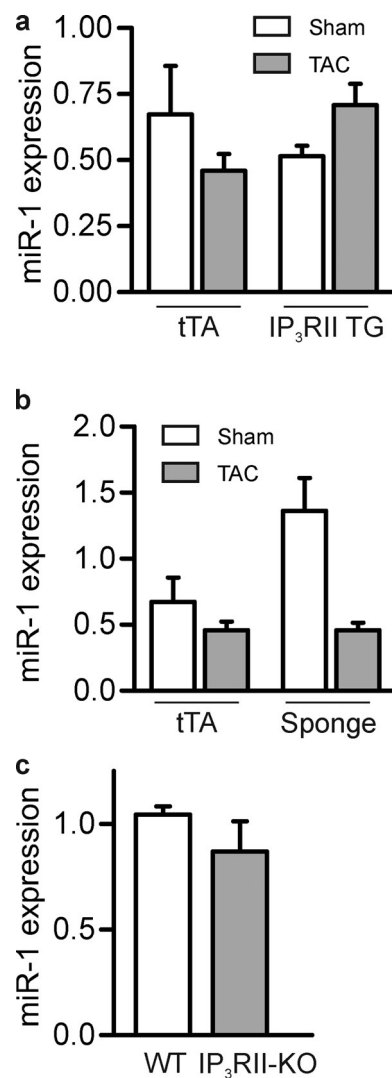 a
1.00
0.75
0.50
0.25
0.00
miR-1 expression
Sham
TAC
tTA
IP₃RII TG
b
2.0
1.5
1.0
0.5
0.0
miR-1 expression
Sham
TAC
tTA
Sponge
c
1.0
0.5
0.0
miR-1 expression
WT
IP₃RII-KO